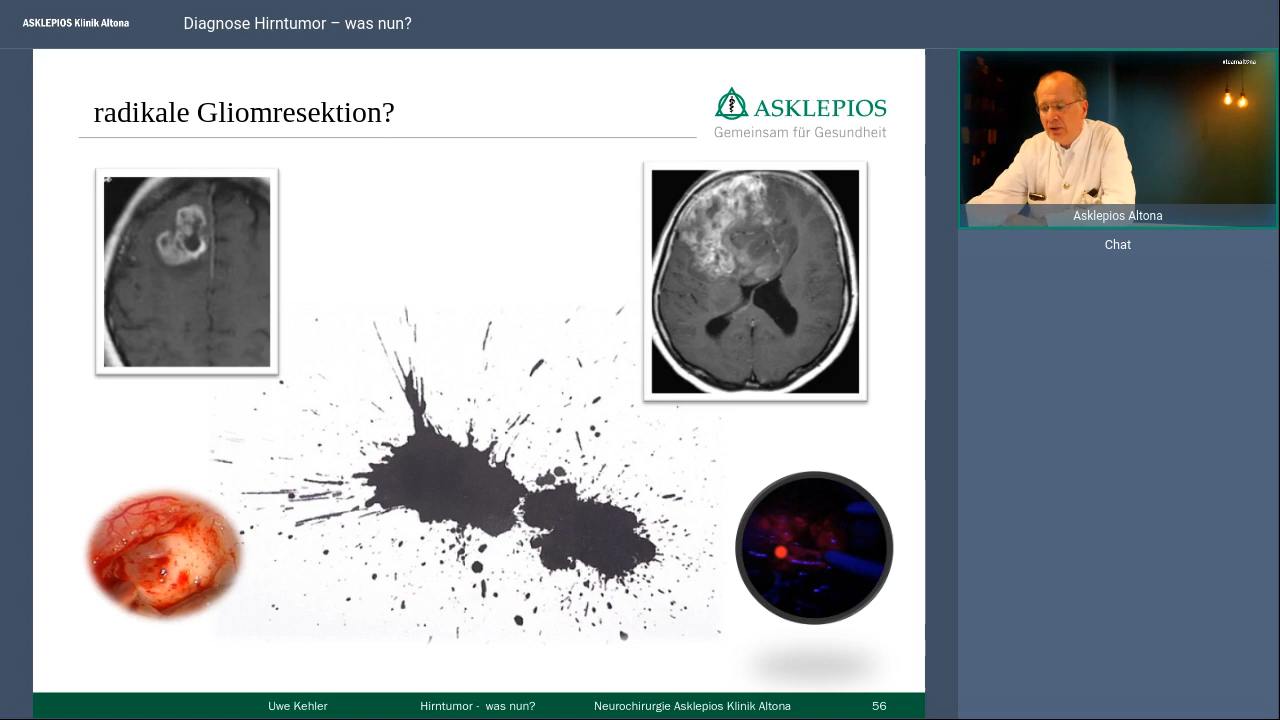 ASKLEPIOS Klinik Altona
Diagnose Hirntumor – was nun?
radikale Gliomresektion?
ASKLEPIOS
Gemeinsam für Gesundheit
#teamaltona
Asklepios Altona
Chat
Uwe Kehler
Hirntumor - was nun?
Neurochirurgie Asklepios Klinik Altona
56